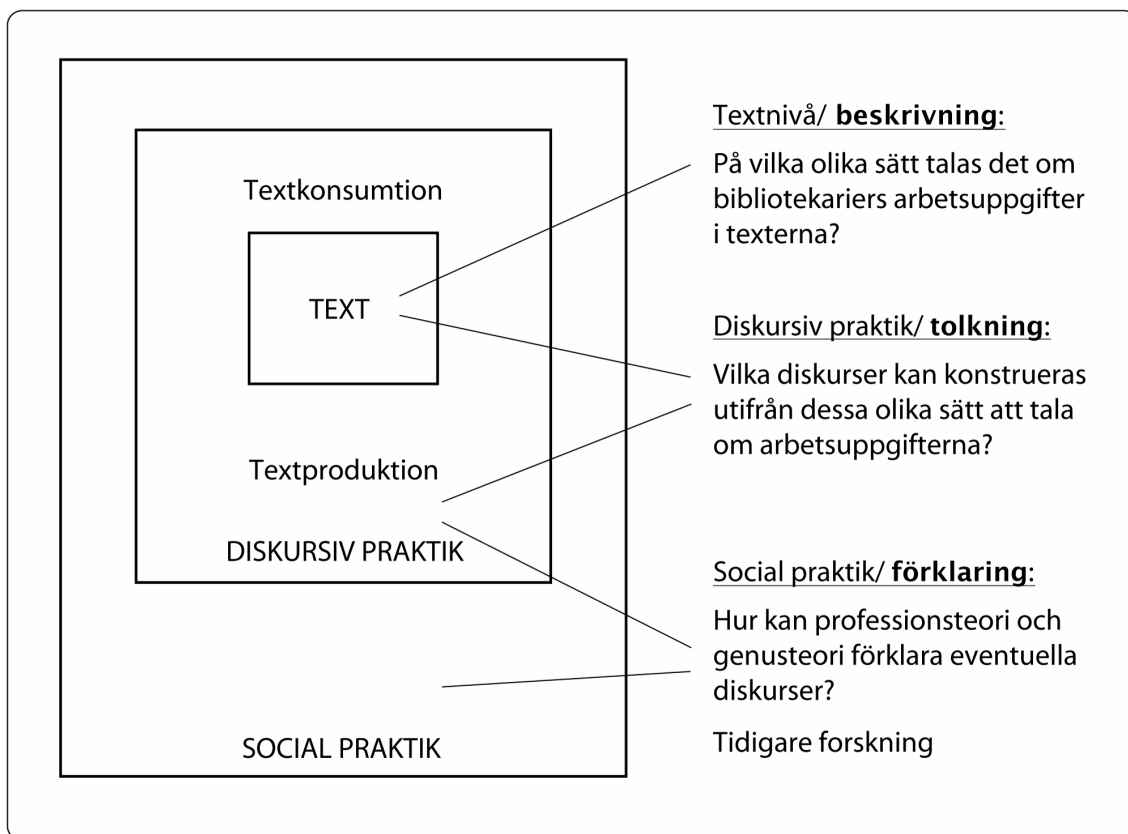 Textkonsumtion
TEXT
Textproduktion
DISKURSIV PRAKTIK
SOCIAL PRAKTIK
Textnivå/ beskrivning:
På vilka olika sätt talas det om
bibliotekariers arbetsuppgifter
i texterna?
Diskursiv praktik/ tolkning:
Vilka diskurser kan konstrueras
utifrån dessa olika sätt att tala
om arbetsuppgifterna?
Social praktik/ förklaring:
Hur kan professionsteori och
genusteori förklara eventuella
diskurser?
Tidigare forskning